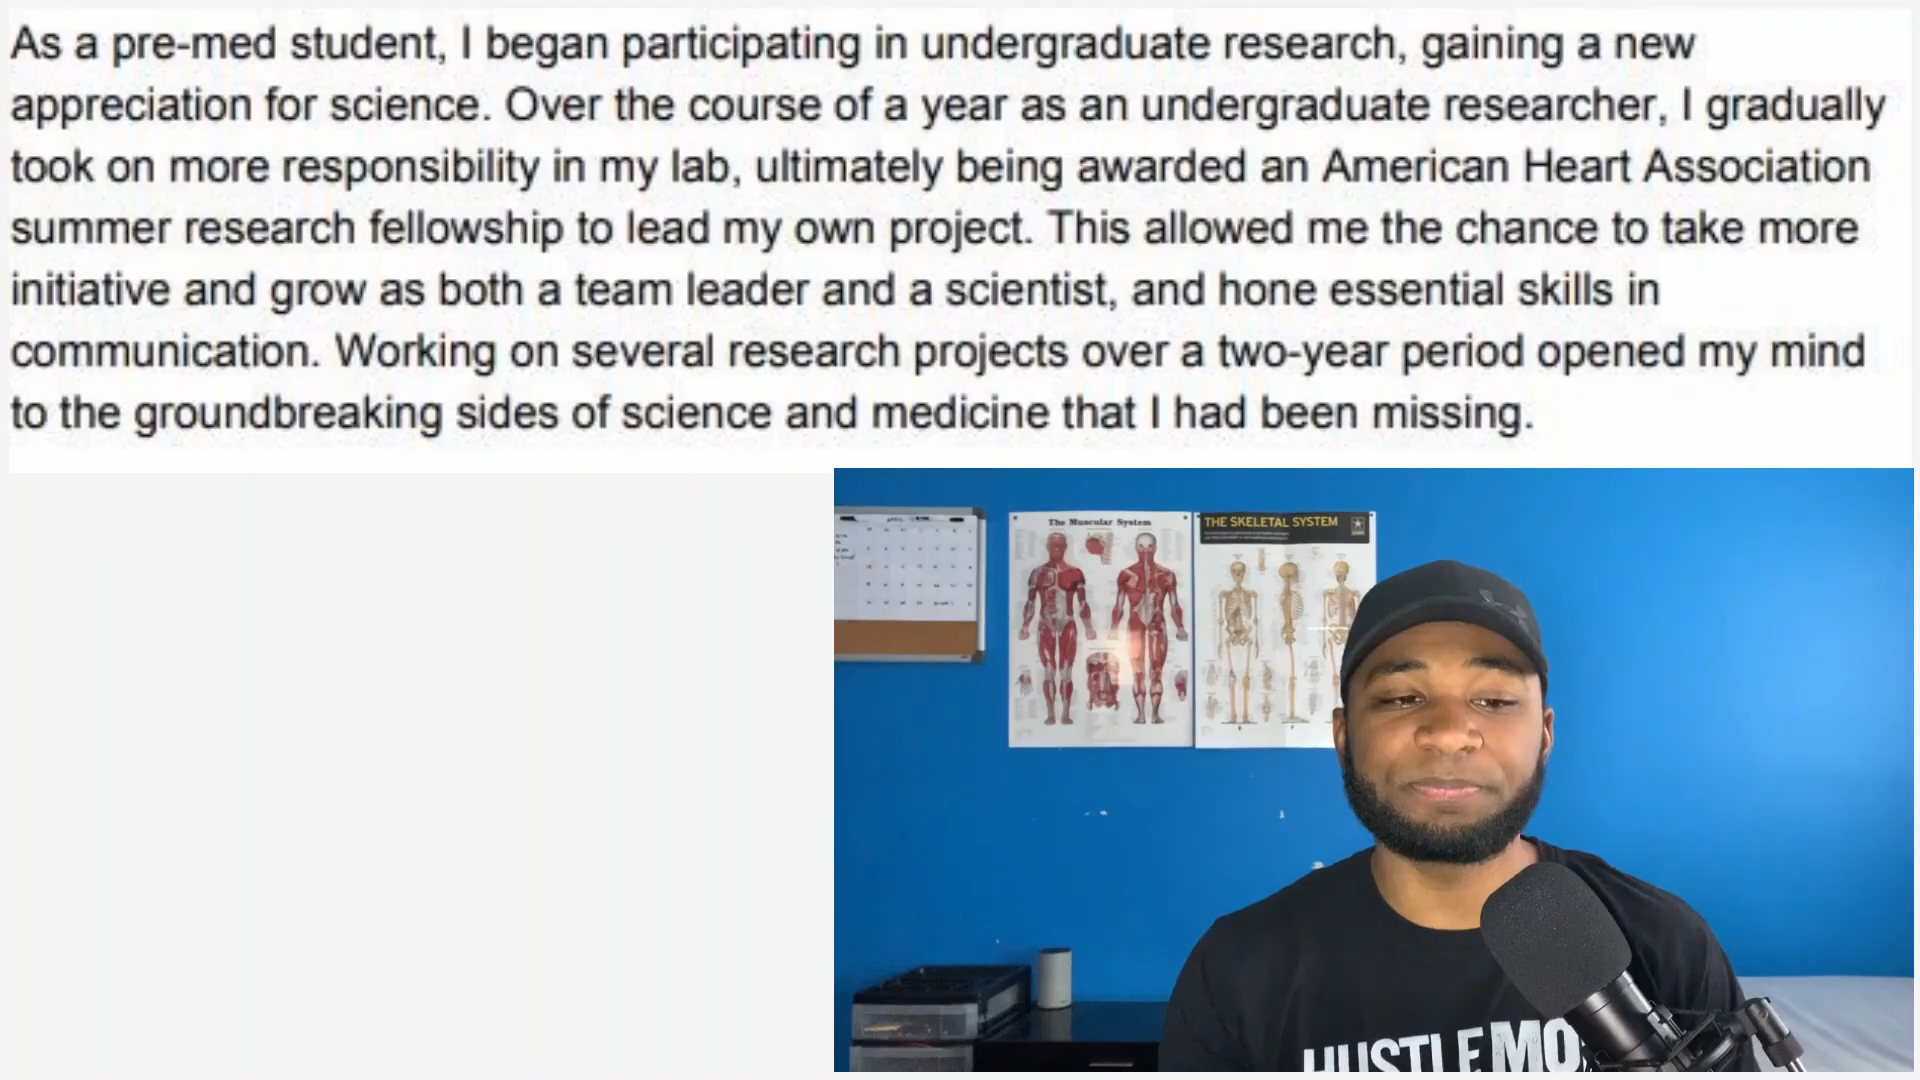 As a pre-med student, I began participating in undergraduate research, gaining a new
appreciation for science. Over the course of a year as an undergraduate researcher, I gradually
took on more responsibility in my lab, ultimately being awarded an American Heart Association
summer research fellowship to lead my own project. This allowed me the chance to take more
initiative and grow as both a team leader and a scientist, and hone essential skills in
communication. Working on several research projects over a two-year period opened my mind
to the groundbreaking sides of science and medicine that I had been missing.
The Muscular System
THE SKELETAL SYSTEM
HUSTLE MO